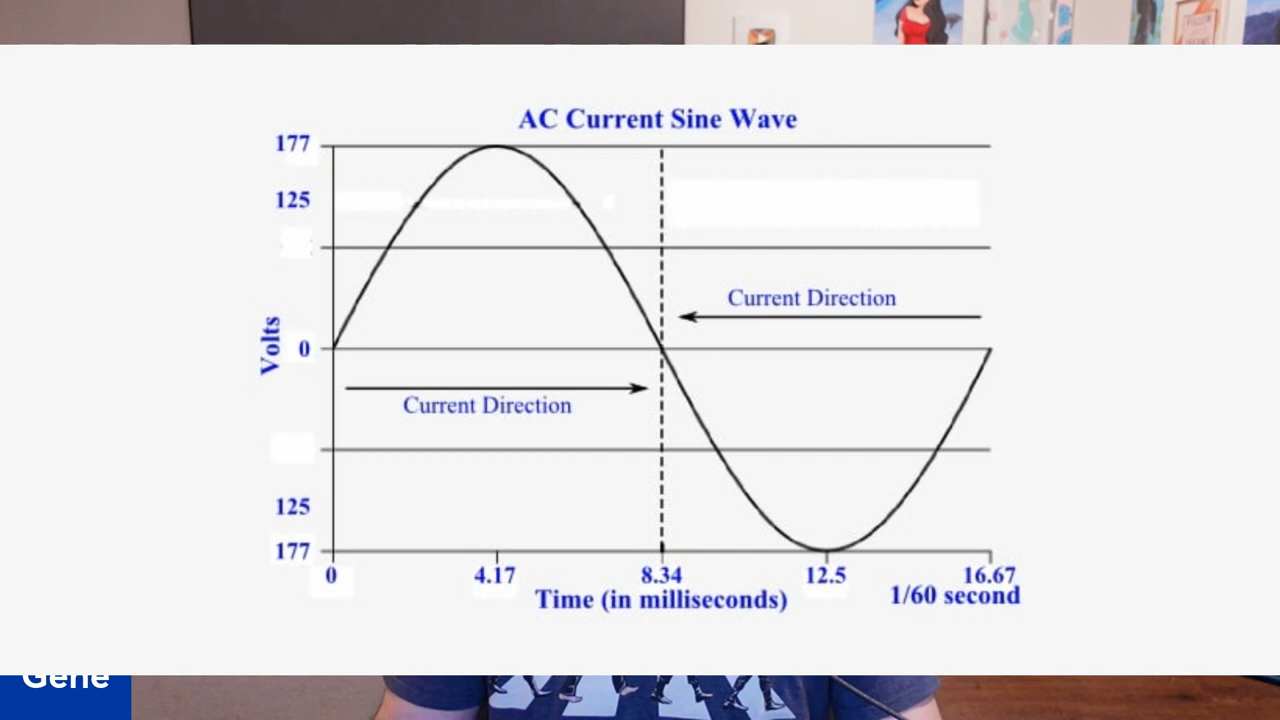 AC Current Sine Wave
177
125
Volts
0
Current Direction
Current Direction
125
177
0
4.17
8.34
12.5
16.67
Time (in milliseconds)
1/60 second
Gene